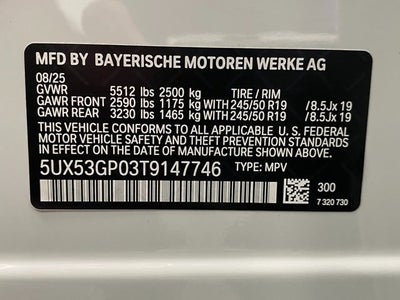 MFD BY BAYERISCHE MOTOREN WERKE AG
08/25
GVWR 5512 lbs 2500 kg TIRE / RIM
GAWR FRONT 2590 lbs 1175 kg WITH 245/50 R19 / 8.5Jx 19
GAWR REAR 3230 lbs 1465 kg WITH 245/50 R19 / 8.5Jx 19
THIS VEHICLE CONFORMS TO ALL APPLICABLE U.S. FEDERAL
MOTOR VEHICLE SAFETY AND THEFT PREVENTION STANDARDS
IN EFFECT ON THE DATE OF MANUFACTURE SHOWN ABOVE.
5UX53GP03T9147746 TYPE: MPV
300
7 320 730